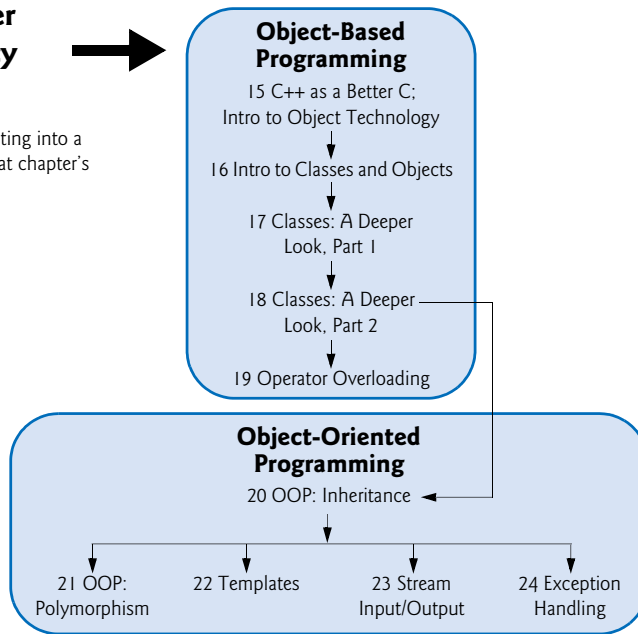 er
y
ting into a
at chapter's
Object-Based
Programming
15 C++ as a Better C;
Intro to Object Technology
16 Intro to Classes and Objects
17 Classes: A Deeper
Look, Part 1
18 Classes: A Deeper
Look, Part 2
19 Operator Overloading
Object-Oriented
Programming
20 OOP: Inheritance
21 OOP:
Polymorphism
22 Templates
23 Stream
Input/Output
24 Exception
Handling